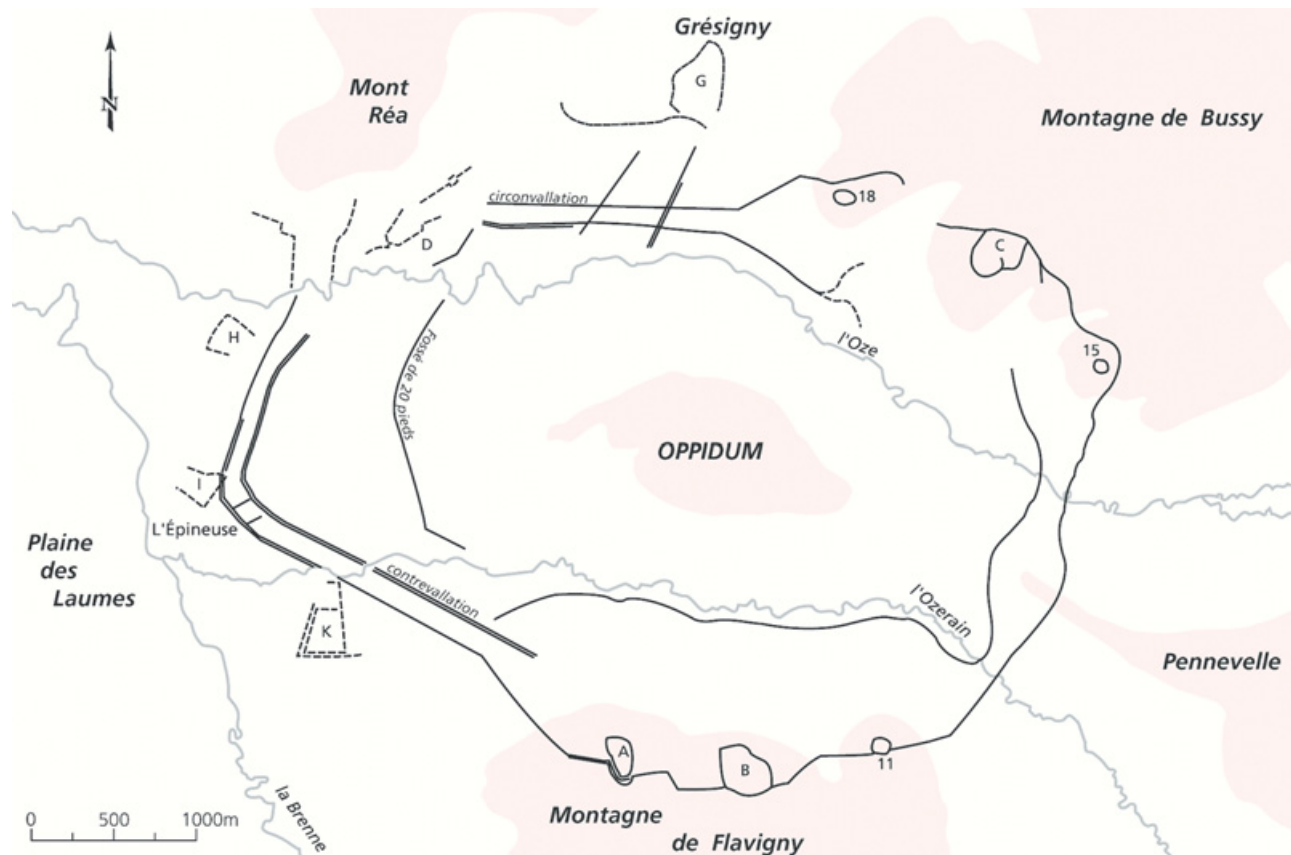 Grésigny
G
N
Mont
Réa
Montagne de Bussy
circonvallation
18
D
C
H
l'Oze
15
Fossé de 20 pieds
OPPIDUM
I
L'Épineuse
Plaine
des
Laumes
contrevallation
l'Ozerain
K
Pennevelle
A
B
11
la Brenne
Montagne
de Flavigny
0 500 1000m